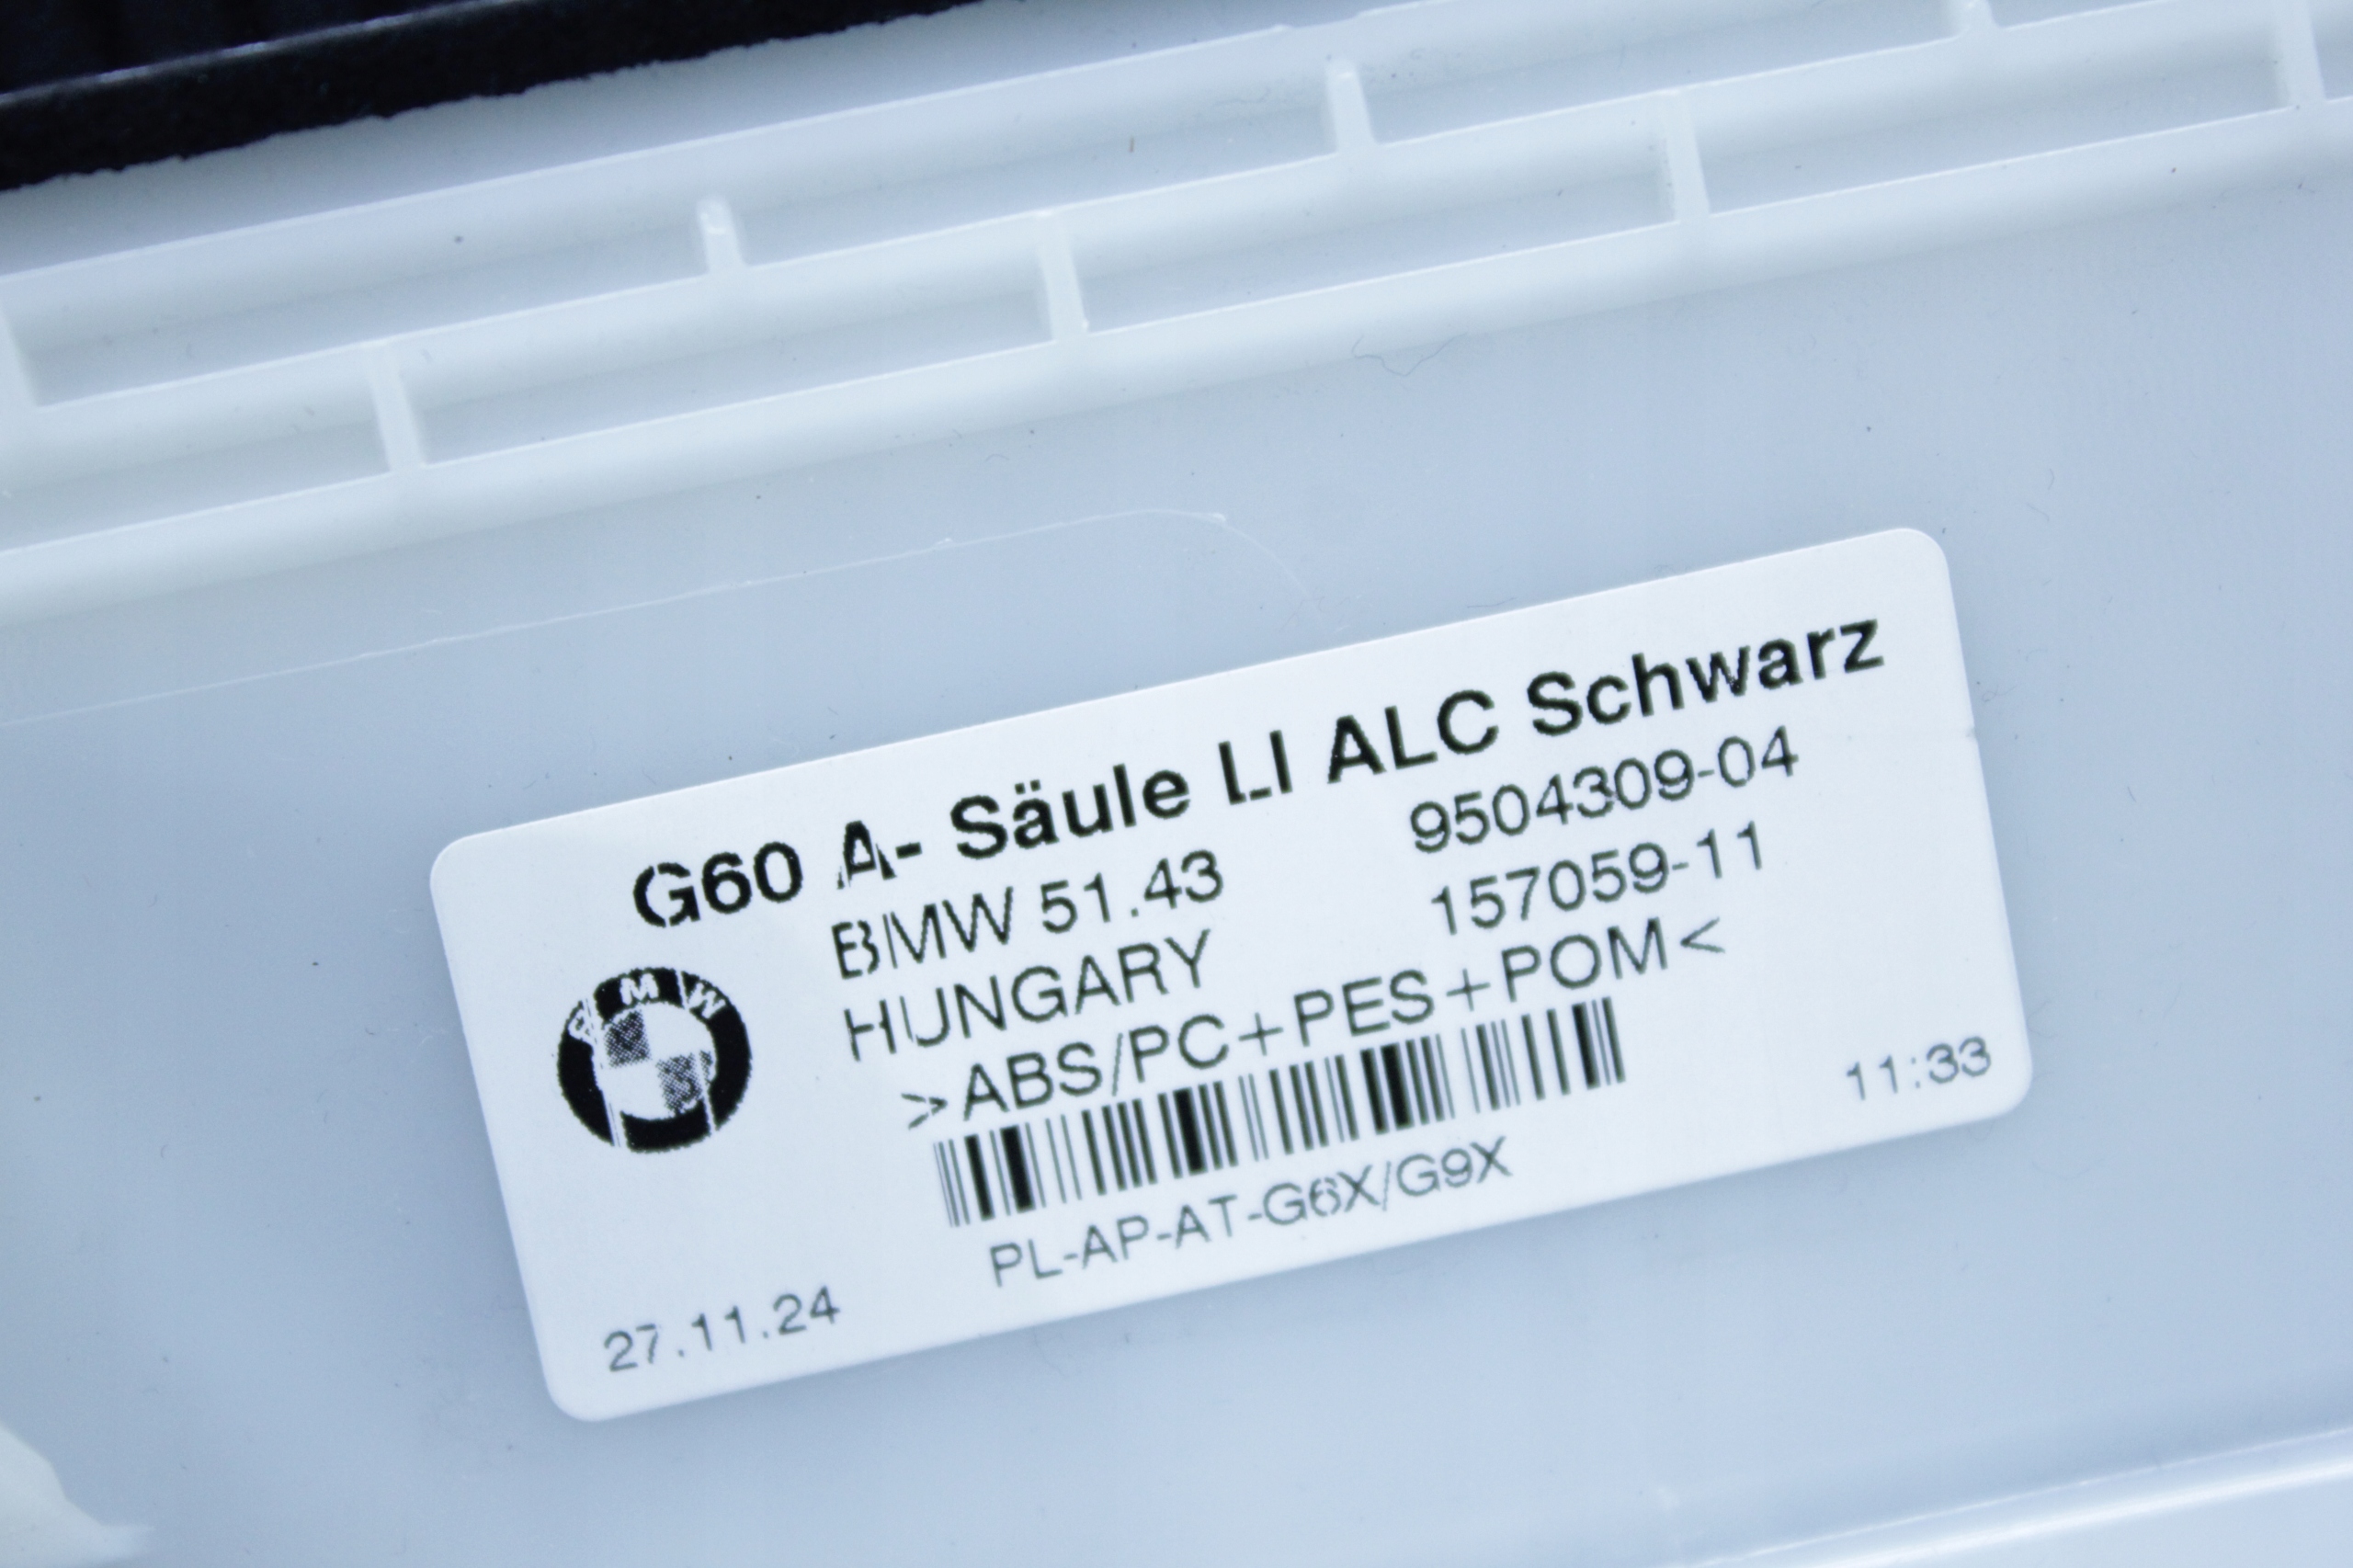 G60 A- Säule LI ALC Schwarz
BMW 51.43 9504309-04
HUNGARY 157059-11
>ABS/PC+PES+POM<
PL-AP-AT-G6X/G9X
27.11.24 11:33
BMW